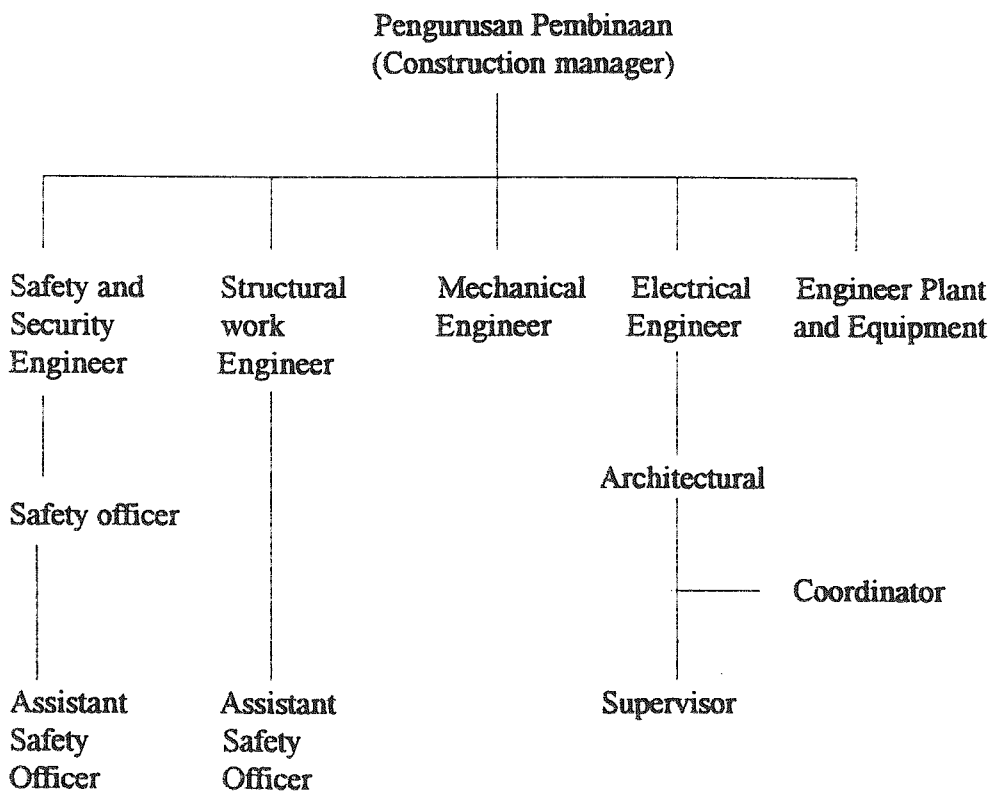 Pengurusan Pembinaan
(Construction manager)
Safety and
Security
Engineer
Structural
work
Engineer
Mechanical
Engineer
Electrical
Engineer
Engineer Plant
and Equipment
Architectural
Safety officer
Coordinator
Assistant
Safety
Officer
Assistant
Safety
Officer
Supervisor